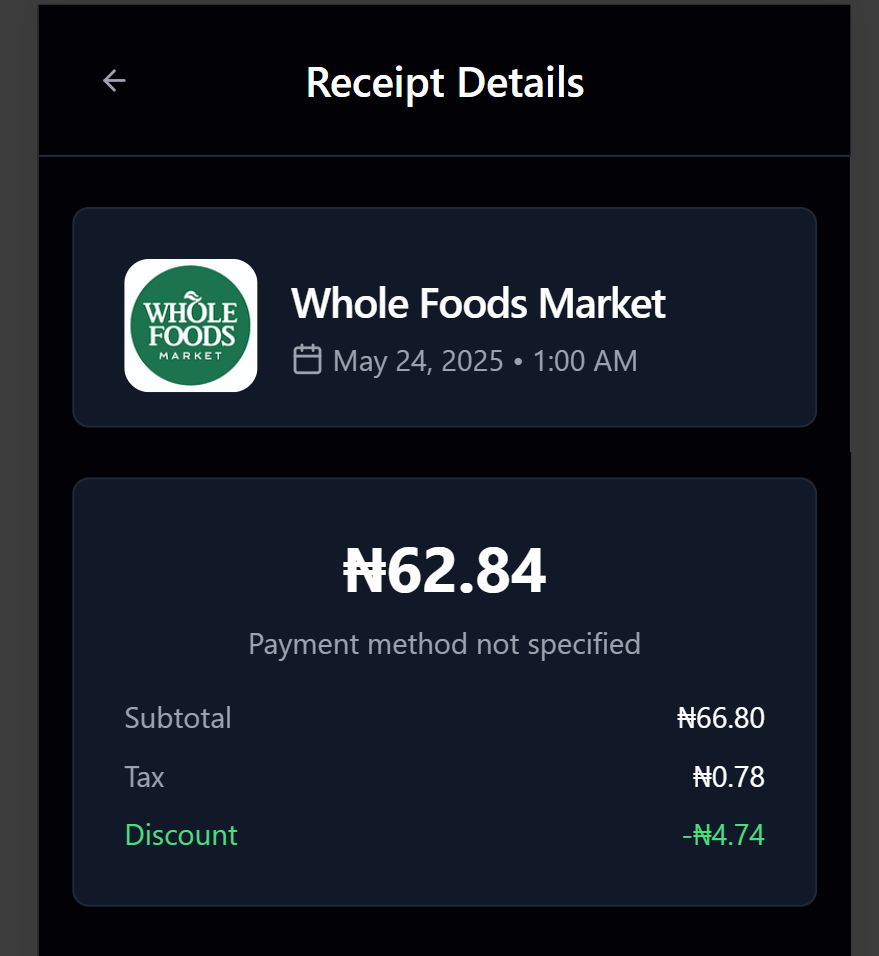 Receipt Details
WHOLE
FOODS
MARKET
Whole Foods Market
May 24, 2025 • 1:00 AM
₦62.84
Payment method not specified
Subtotal ₦66.80
Tax ₦0.78
Discount -₦4.74